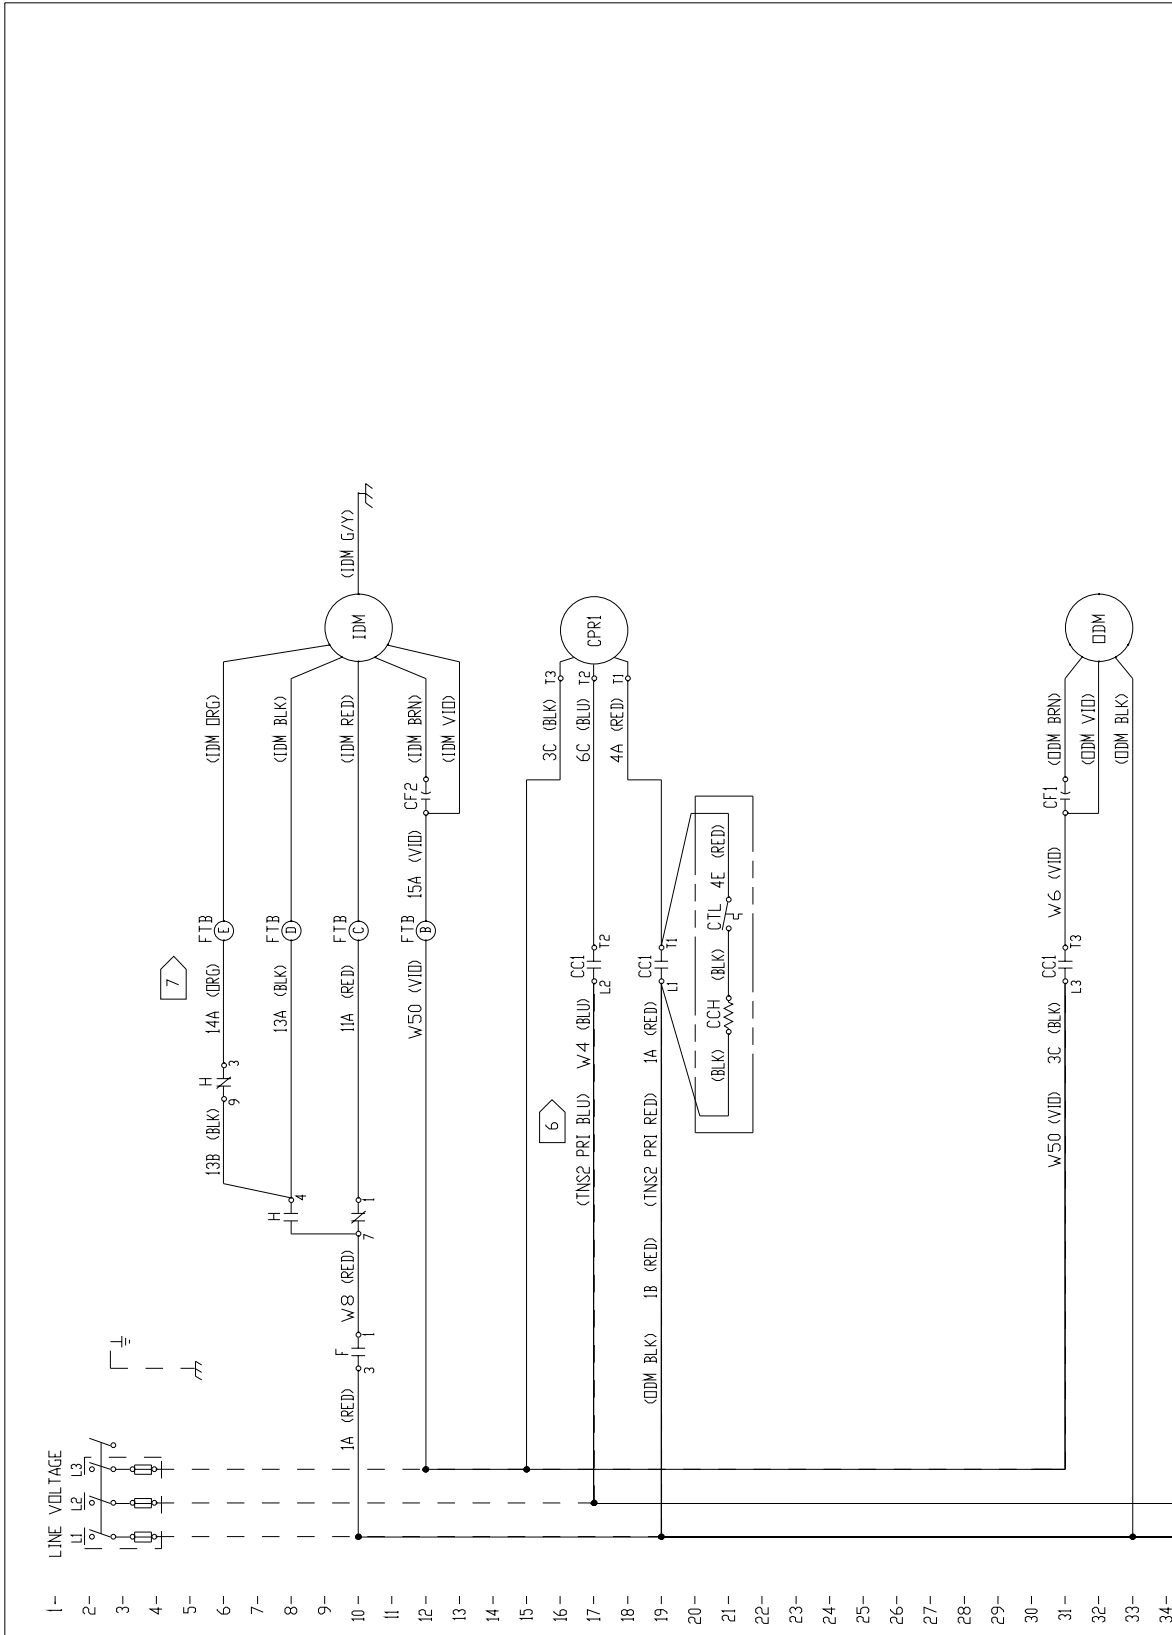 LINE VOLTAGE
L1 L2 L3
1-
2-
3-
4-
5-
6-
7-
8-
9-
10-
11-
12-
13-
14-
15-
16-
17-
18-
19-
20-
21-
22-
23-
24-
25-
26-
27-
28-
29-
30-
31-
32-
33-
34-
7
13B (BLK) 9 H 3 14A (ORG) FTB E (IDM ORG)
H 4 13A (BLK) FTB D (IDM BLK)
1A (RED) 3 F 1 W8 (RED) 7 1 11A (RED) FTB C (IDM RED) IDM (IDM G/Y)
W50 (VIO) FTB B 15A (VIO) CF2 (IDM BRN)
(IDM VIO)
6
3C (BLK) T3
(TNS2 PRI BLU) W4 (BLU) L2 CC1 T2 6C (BLU) T2 CPR1
4A (RED) T1
(ODM BLK) 1B (RED) (TNS2 PRI RED) 1A (RED) L1 CC1 T1
(BLK) CCH (BLK) CTL 4E (RED)
W50 (VIO) 3C (BLK) L3 CC1 T3 W6 (VIO) CF1 (ODM BRN)
(ODM VIO) ODM
(ODM BLK)